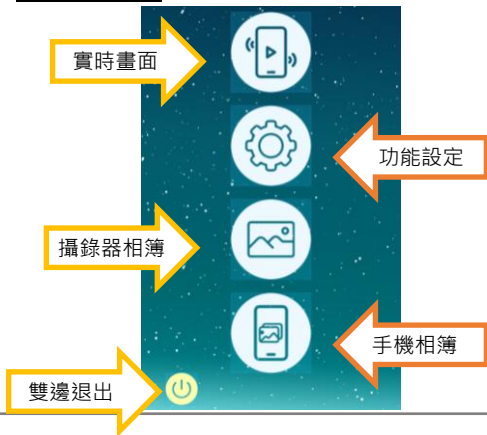 實時畫面
功能設定
攝錄器相簿
手機相簿
雙邊退出